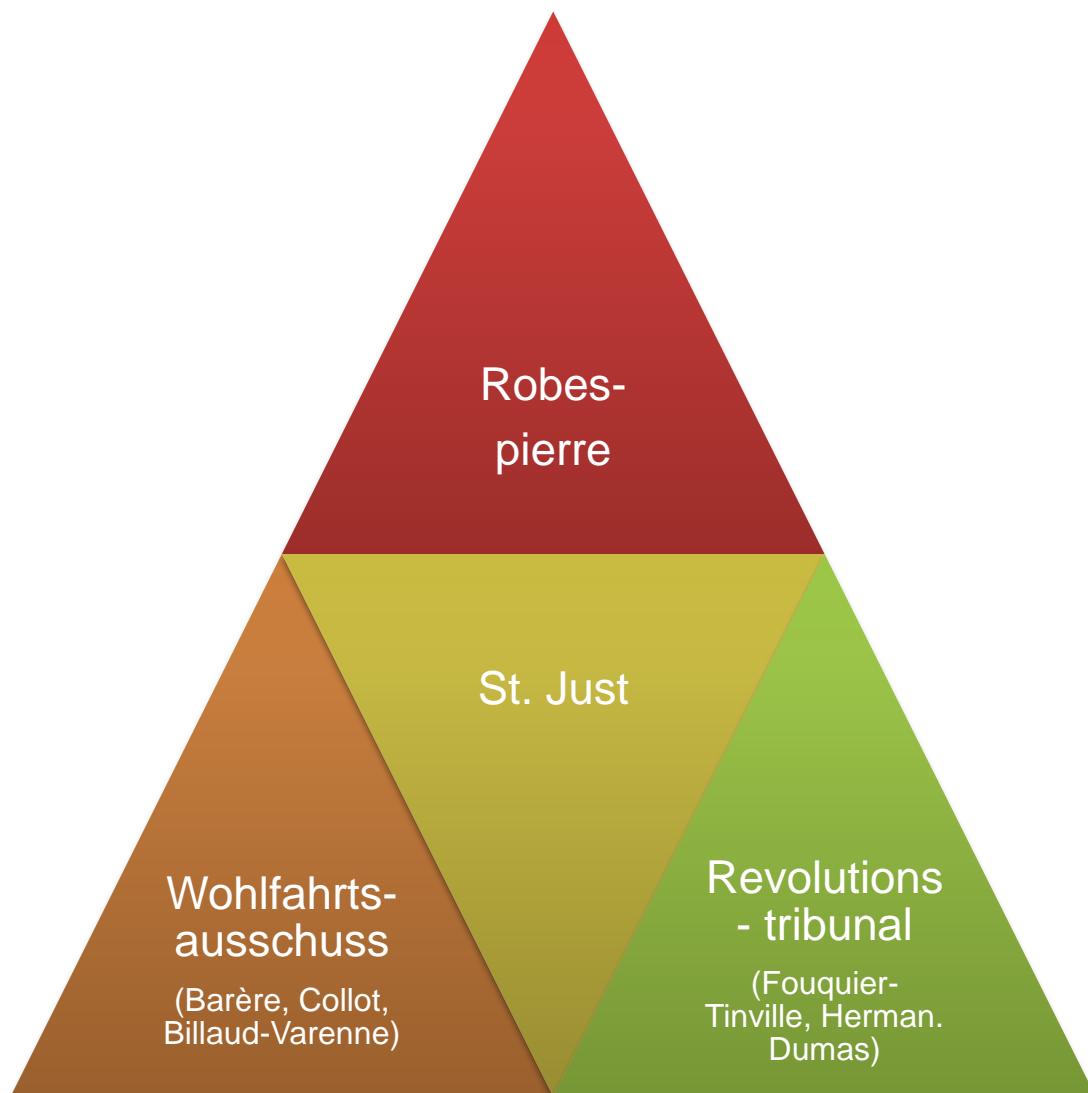 Robes-
pierre
St. Just
Wohlfahrts-
ausschuss
(Barère, Collot,
Billaud-Varenne)
Revolutions
- tribunal
(Fouquier-
Tinville, Herman.
Dumas)